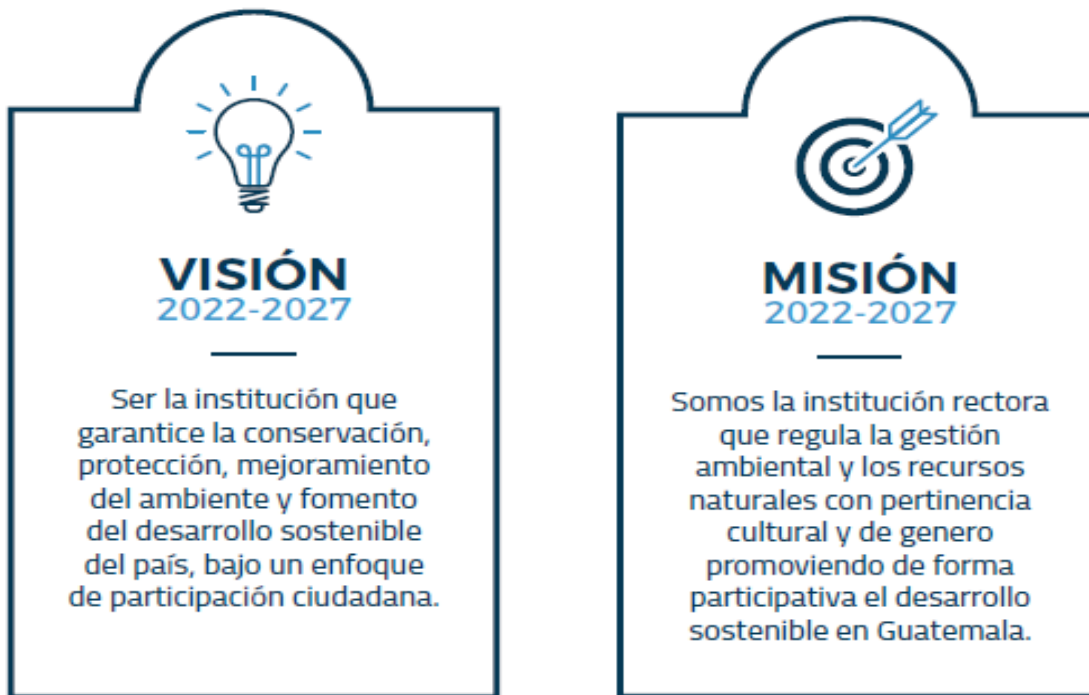 VISIÓN
2022-2027
Ser la institución que
garantice la conservación,
protección, mejoramiento
del ambiente y fomento
del desarrollo sostenible
del país, bajo un enfoque
de participación ciudadana.
MISIÓN
2022-2027
Somos la institución rectora
que regula la gestión
ambiental y los recursos
naturales con pertinencia
cultural y de genero
promoviendo de forma
participativa el desarrollo
sostenible en Guatemala.